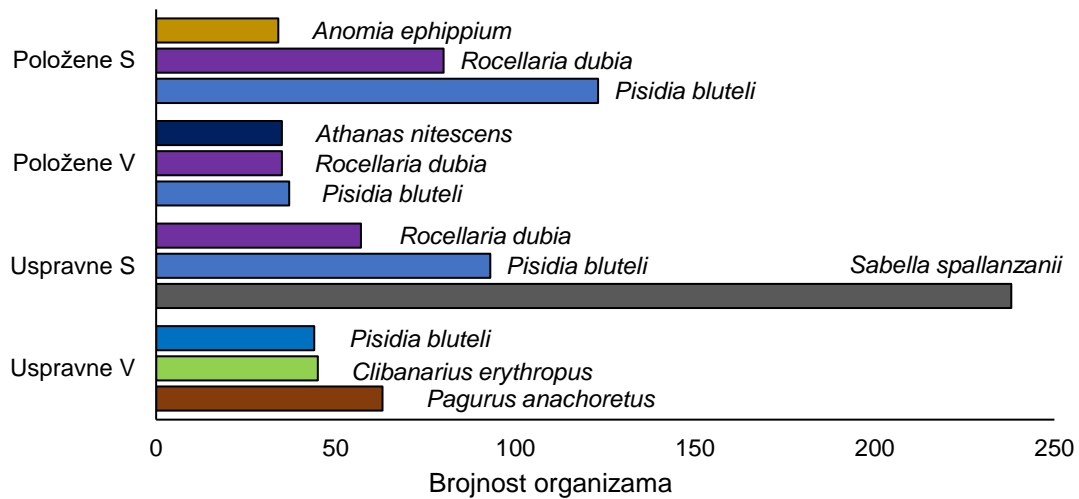 Anomia ephippium
Položene S
Rocellaria dubia
Pisidia bluteli
Athanas nitescens
Položene V
Rocellaria dubia
Pisidia bluteli
Rocellaria dubia
Uspravne S
Pisidia bluteli
Sabella spallanzanii
Pisidia bluteli
Uspravne V
Clibanarius erythropus
Pagurus anachoretus
0 50 100 150 200 250
Brojnost organizama